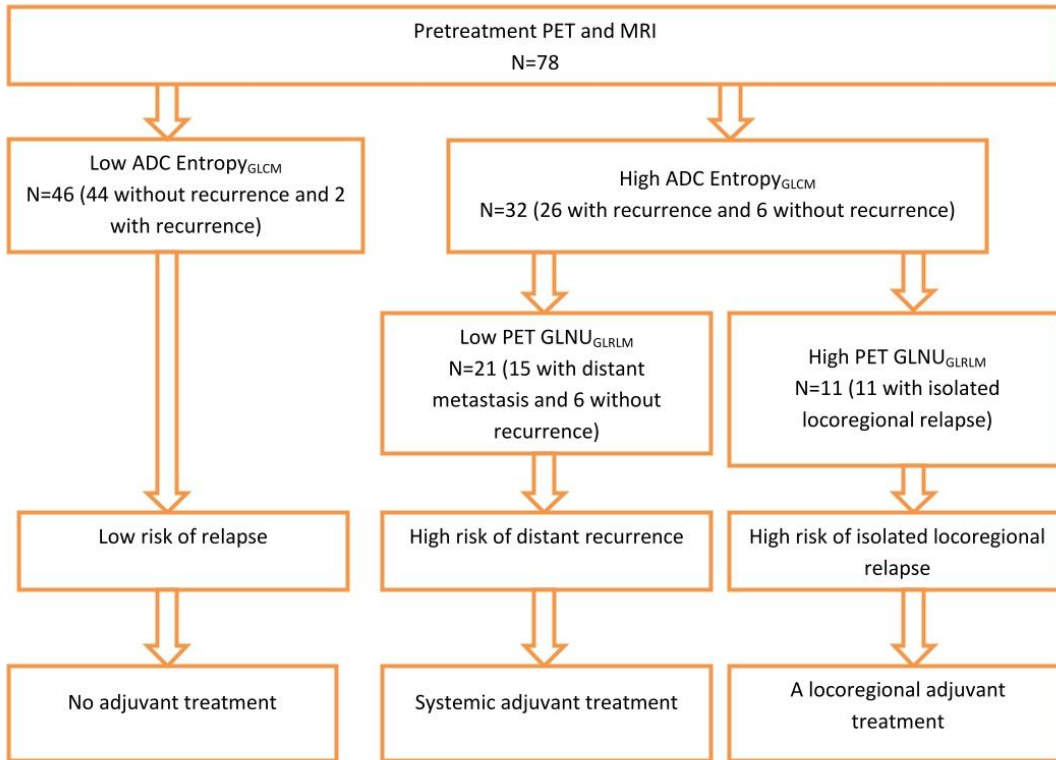 Pretreatment PET and MRI
N=78
Low ADC EntropyGLCM
N=46 (44 without recurrence and 2
with recurrence)
High ADC EntropyGLCM
N=32 (26 with recurrence and 6 without recurrence)
Low PET GLNUGLRLM
N=21 (15 with distant
metastasis and 6 without
recurrence)
High PET GLNUGLRLM
N=11 (11 with isolated
locoregional relapse)
Low risk of relapse
High risk of distant recurrence
High risk of isolated locoregional
relapse
No adjuvant treatment
Systemic adjuvant treatment
A locoregional adjuvant
treatment